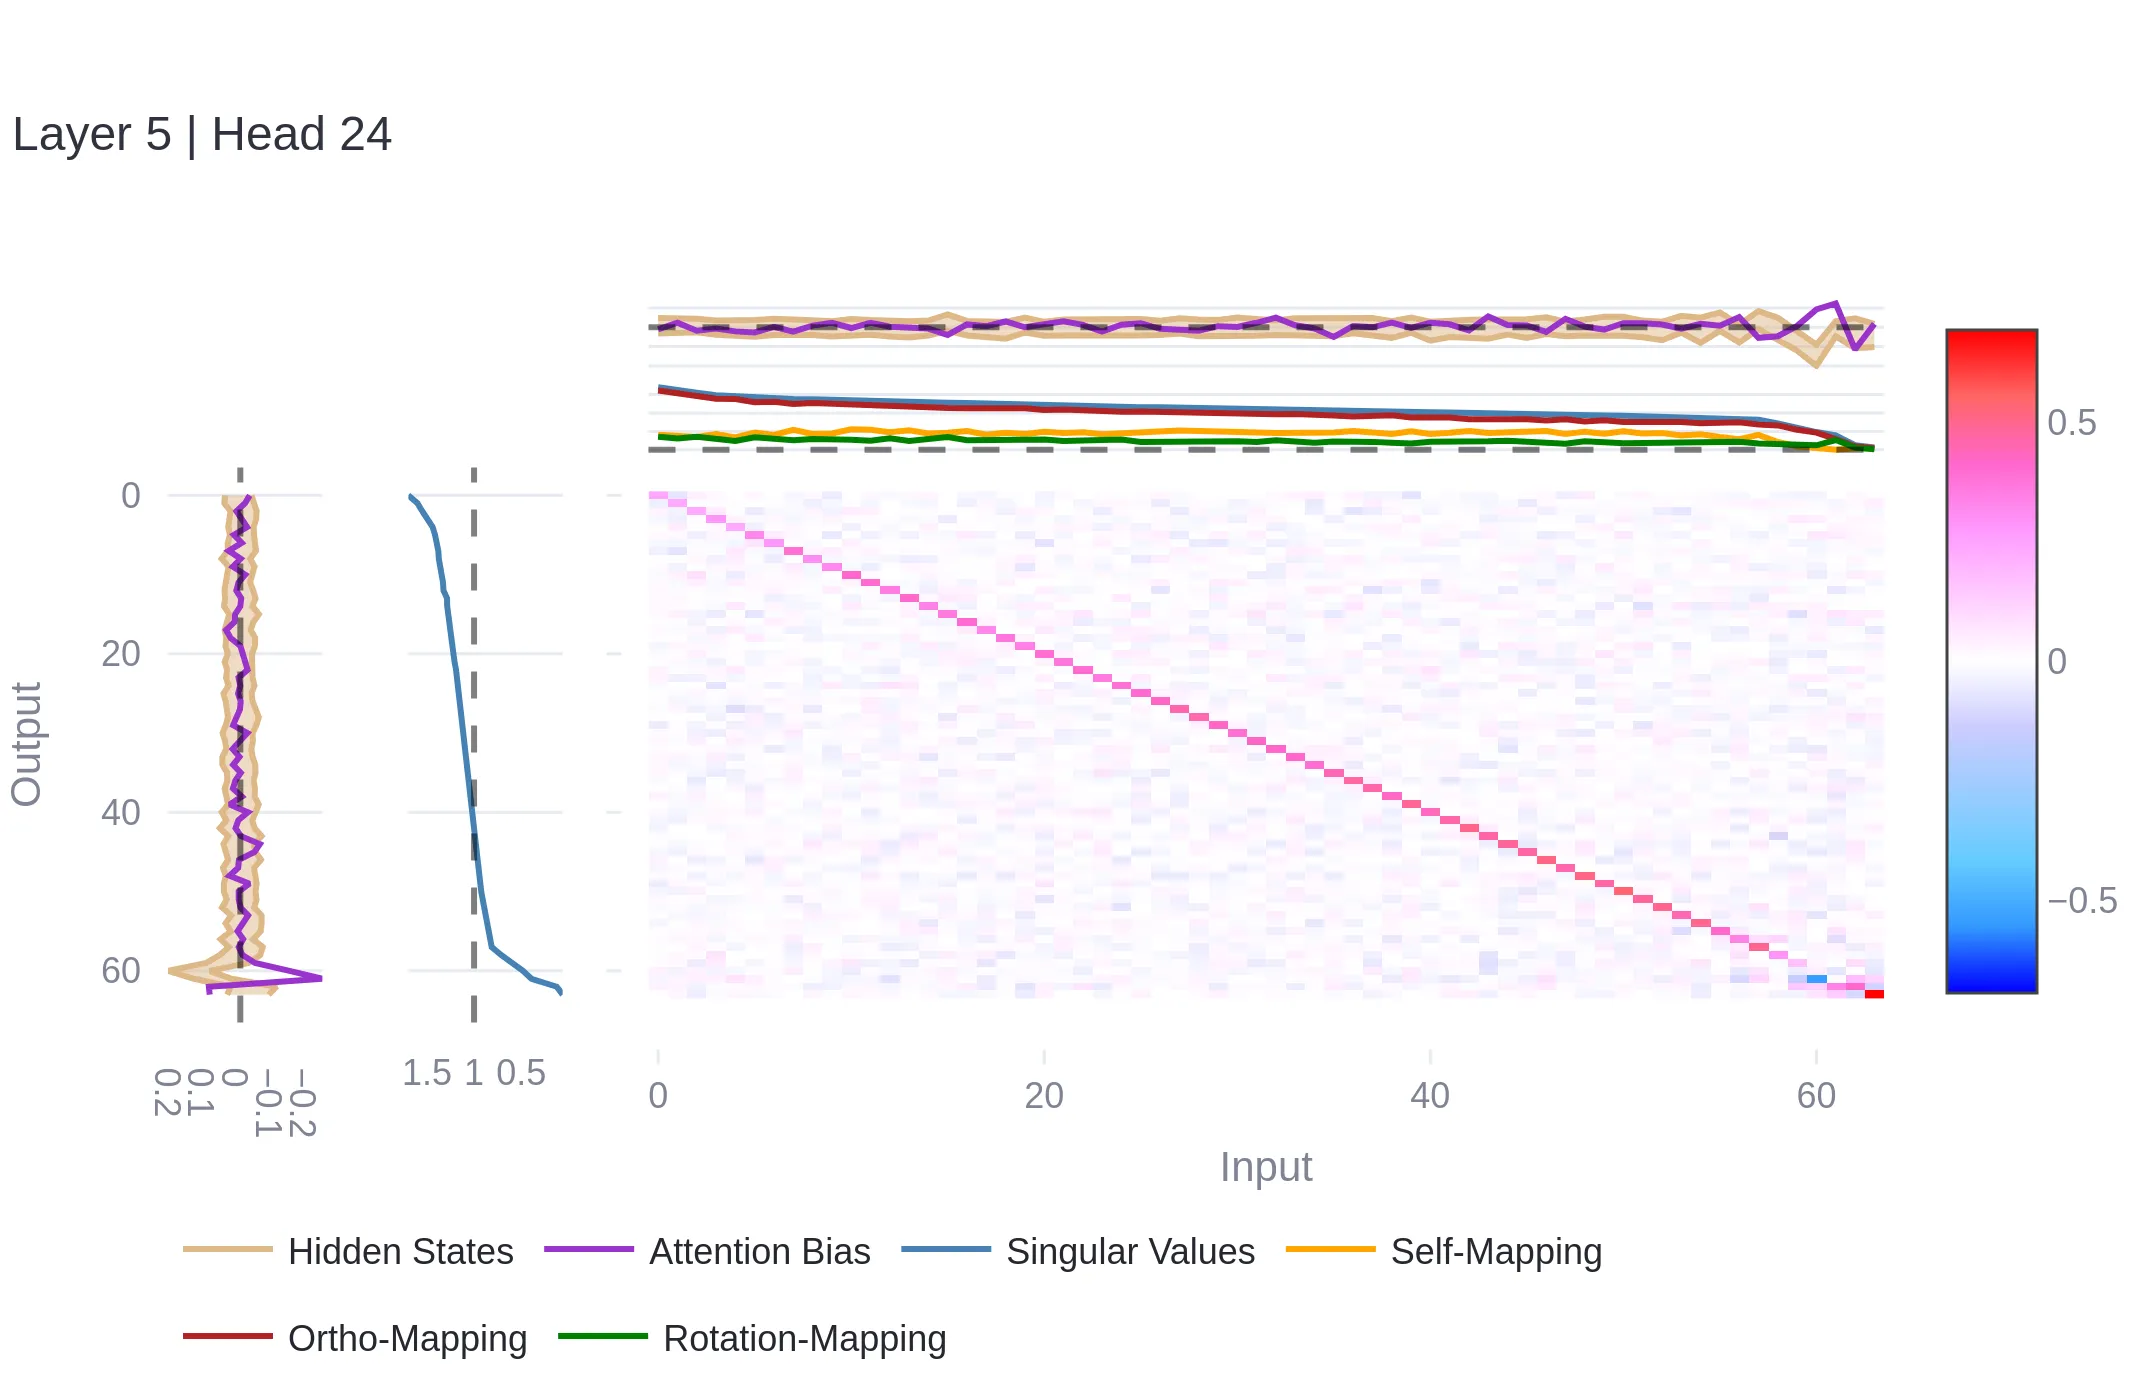 Layer 5 | Head 24
0
20
40
60
Output
0.2
0.1
0
−0.1
−0.2
1.5 1 0.5
0 20 40 60
Input
0.5
0
−0.5
Hidden States Attention Bias Singular Values Self-Mapping
Ortho-Mapping Rotation-Mapping